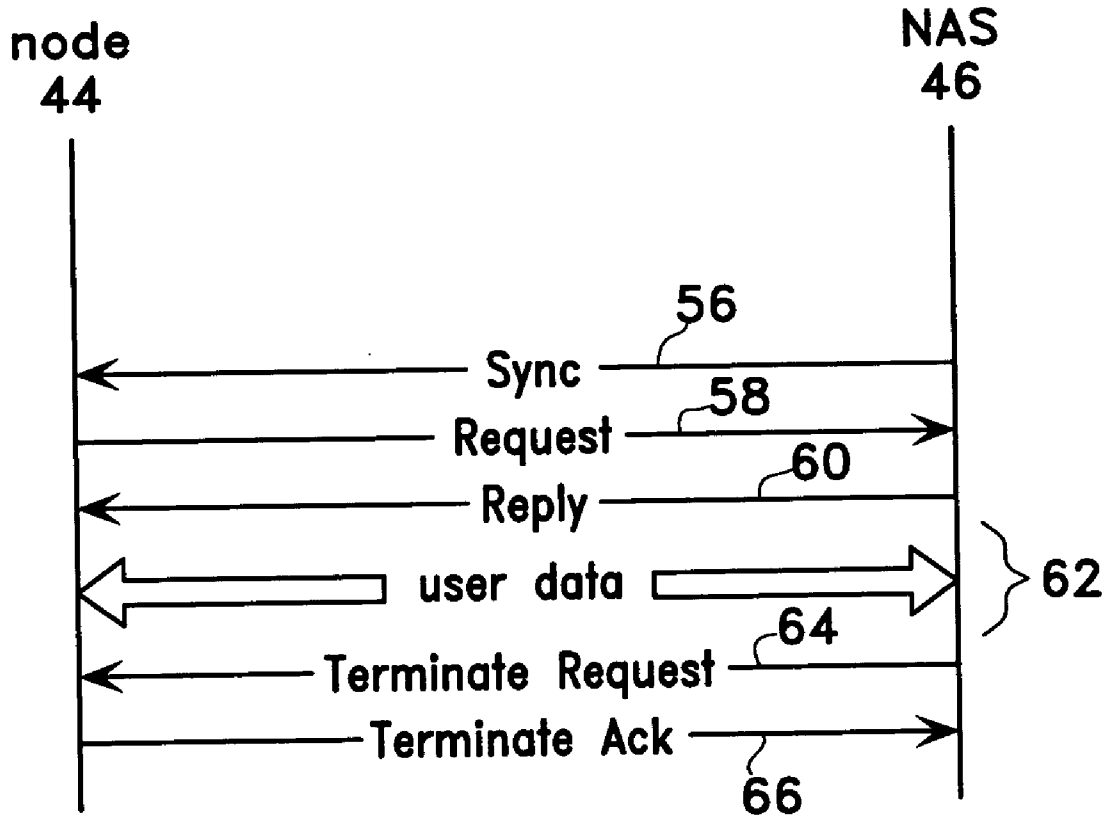 node
44
NAS
46
56
Sync
58
Request
60
Reply
user data
62
64
Terminate Request
Terminate Ack
66